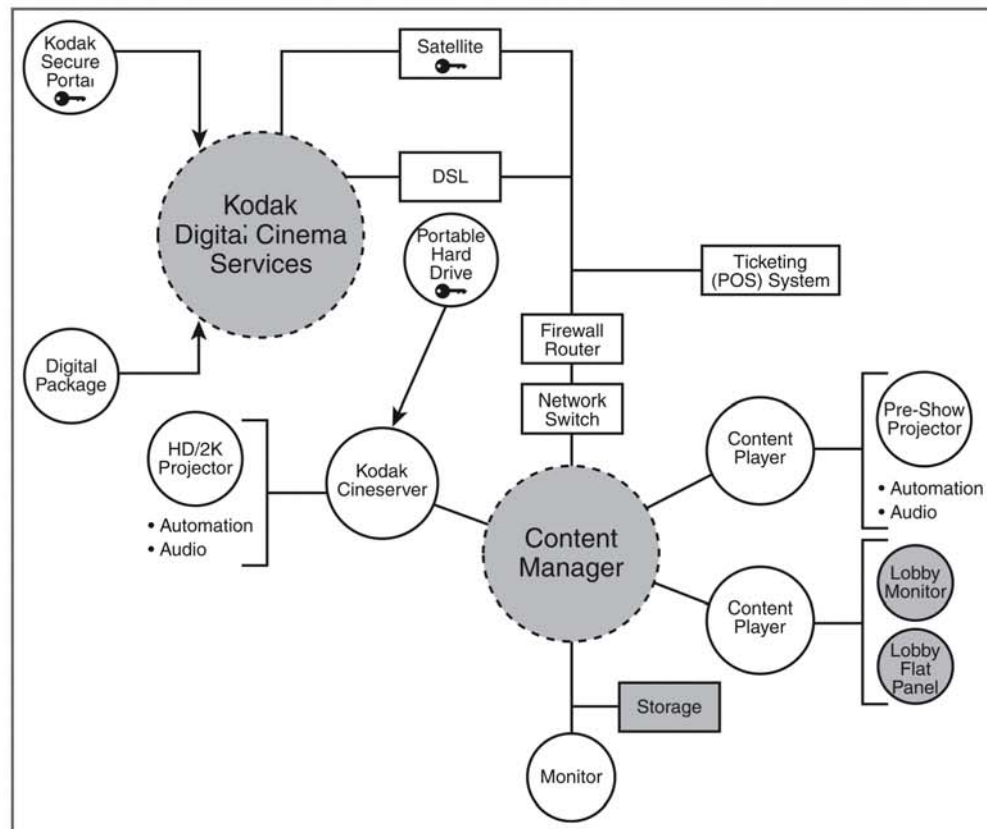 Kodak
Secure
Portai
Satellite
DSL
Kodak
Digitai Cinema
Services
Portable
Hard
Drive
Ticketing
(POS) System
Digital
Package
Firewall
Router
Network
Switch
HD/2K
Projector
• Automation
• Audio
Kodak
Cineserver
Content
Manager
Content
Player
Pre-Show
Projector
• Automation
• Audio
Content
Player
Lobby
Monitor
Lobby
Flat
Panel
Storage
Monitor